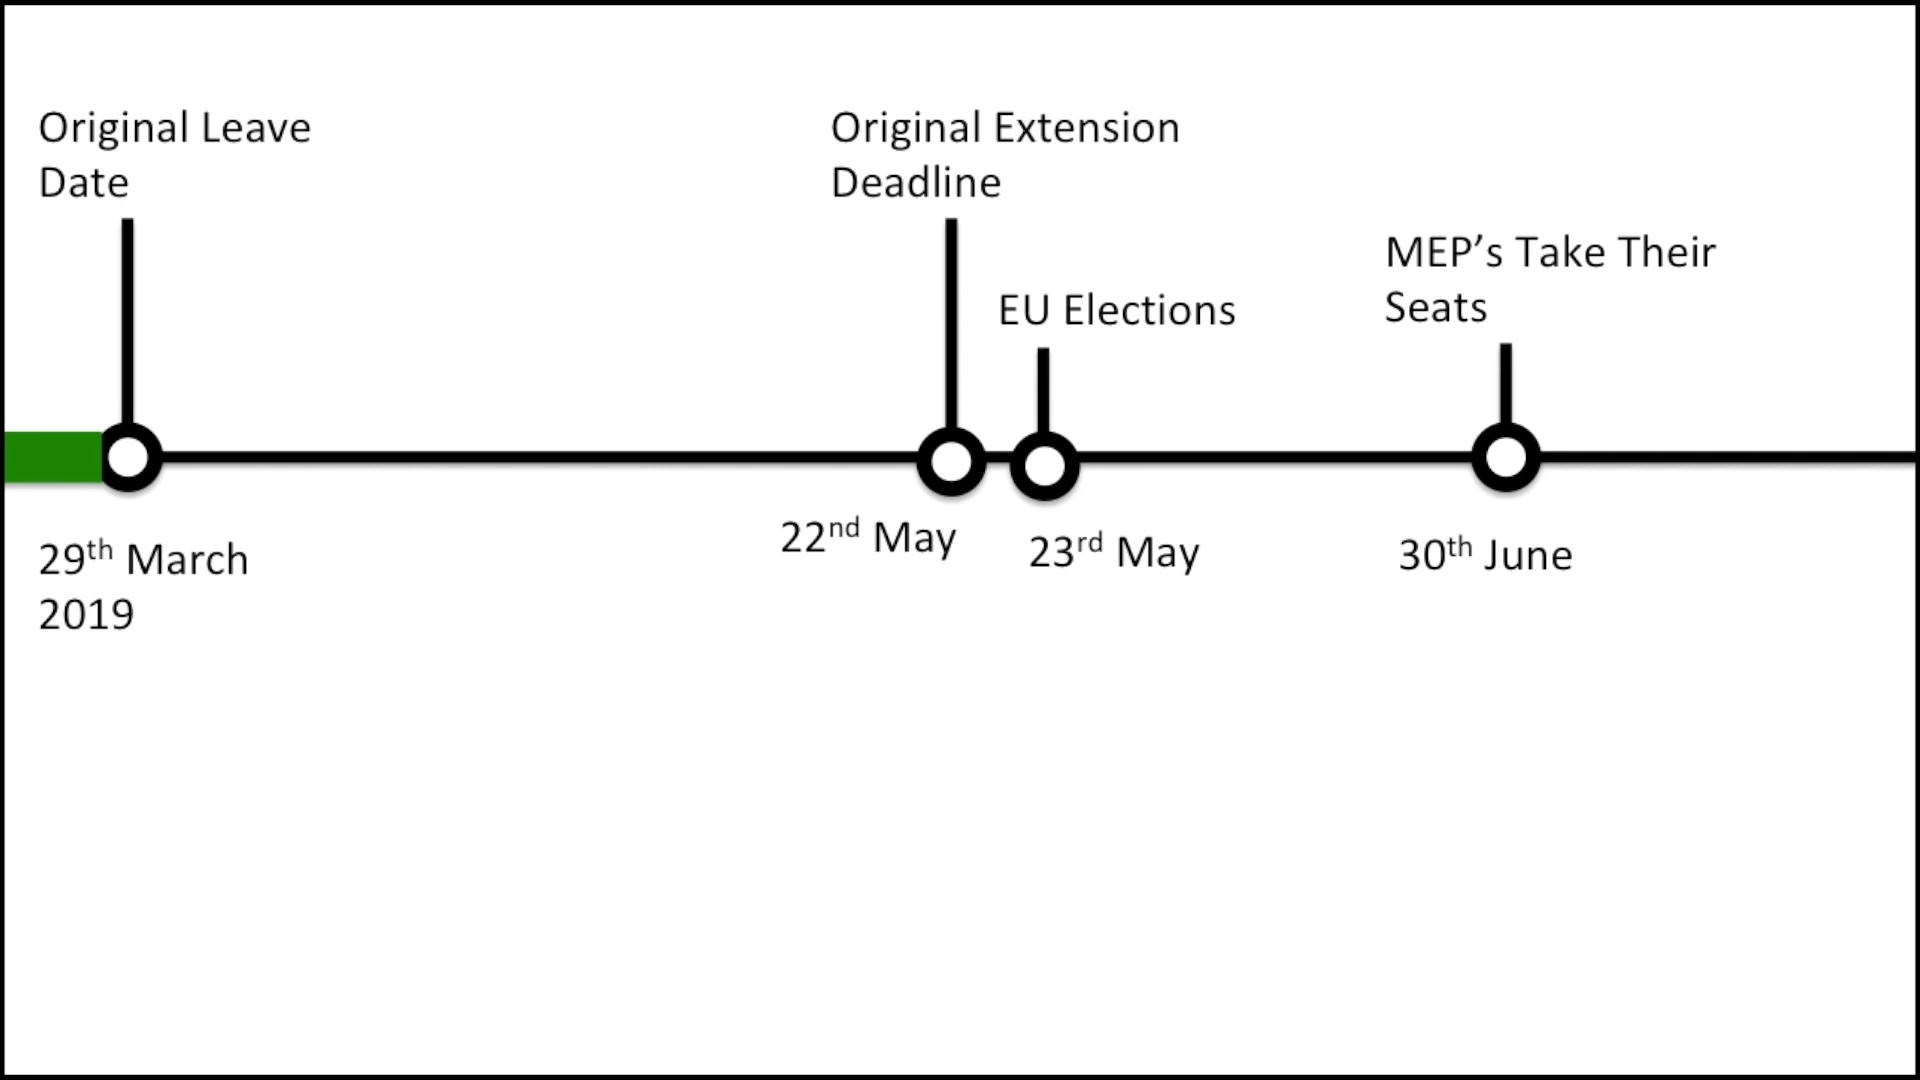 Original Leave
Date
Original Extension
Deadline
EU Elections
MEP’s Take Their
Seats
29th March
2019
22nd May
23rd May
30th June